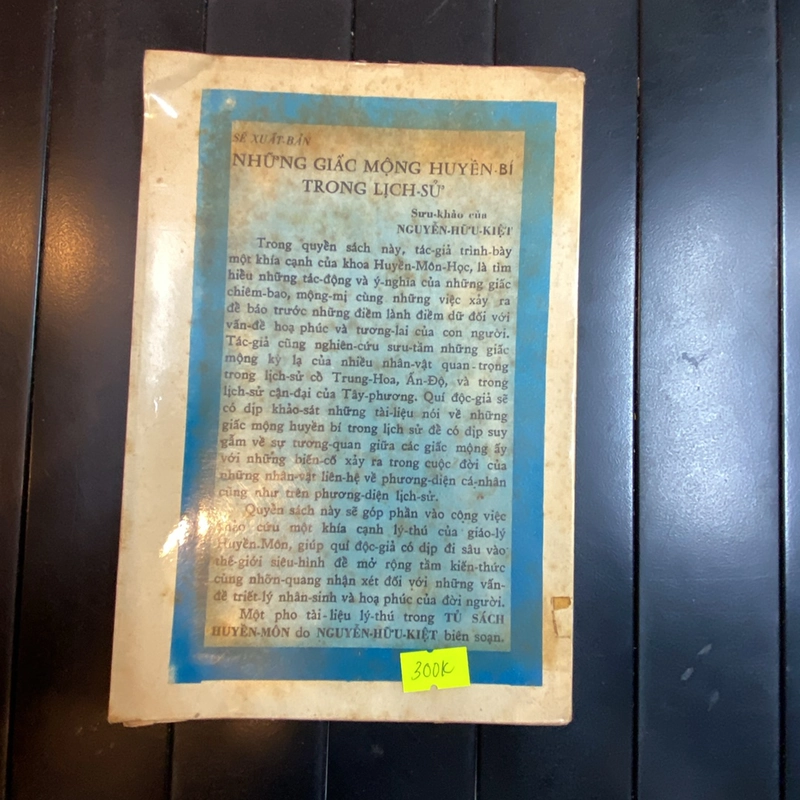 SẼ XUẤT-BẢN
NHỮNG GIẤC MỘNG HUYỀN-BÍ
TRONG LỊCH-SỬ
Sưu-khảo của
NGUYỄN-HỮU-KIỆT
Trong quyển sách này, tác-giả trình-bày
một khía cạnh của khoa Huyền-Môn-Học, là tìm
hiểu những tác-động và ý-nghĩa của những giấc
chiêm-bao, mộng-mị cùng những việc xảy ra
để báo trước những điềm lành điềm dữ đối với
vấn-đề hoạ phúc và tương-lai của con người.
Tác-giả cũng nghiên-cứu sưu-tầm những giấc
mộng kỳ lạ của nhiều nhân-vật quan-trọng
trong lịch-sử cổ Trung-Hoa, Ấn-Độ, và trong
lịch-sử cận-đại của Tây-phương. Quí độc-giả sẽ
có dịp khảo-sát những tài-liệu nói về những
giấc mộng huyền bí trong lịch sử để có dịp suy
gẫm về sự tương-quan giữa các giấc mộng ấy
với những biến-cố xảy ra trong cuộc đời của
những nhân-vật liên-hệ về phương-diện cá-nhân
cũng như trên phương-diện lịch-sử.
Quyển sách này sẽ góp phần vào công việc
khảo cứu một khía cạnh lý-thú của giáo-lý
Huyền.Môn, giúp quí độc-giả có dịp đi sâu vào
thế-giới siêu-hình để mở rộng tầm kiến-thức
cùng nhỡn-quang nhận xét đối với những vấn-
đề triết-lý nhân-sinh và hoạ phúc của đời người.
Một pho tài-liệu lý-thú trong TỦ SÁCH
HUYỀN-MÔN do NGUYỄN-HỮU-KIỆT biên soạn.
300K